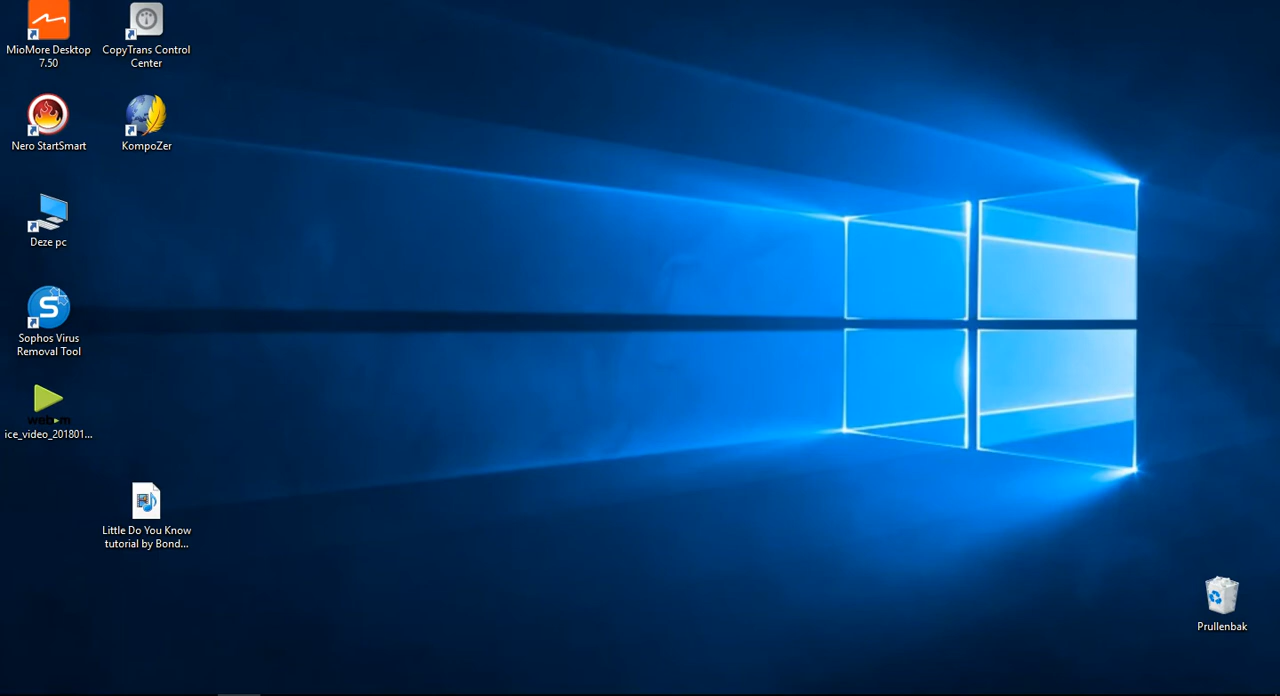 MioMore Desktop
7.50
CopyTrans Control
Center
Nero StartSmart
KompoZer
Deze pc
Sophos Virus
Removal Tool
ice_video_201801...
Little Do You Know
tutorial by Bond...
Prullenbak